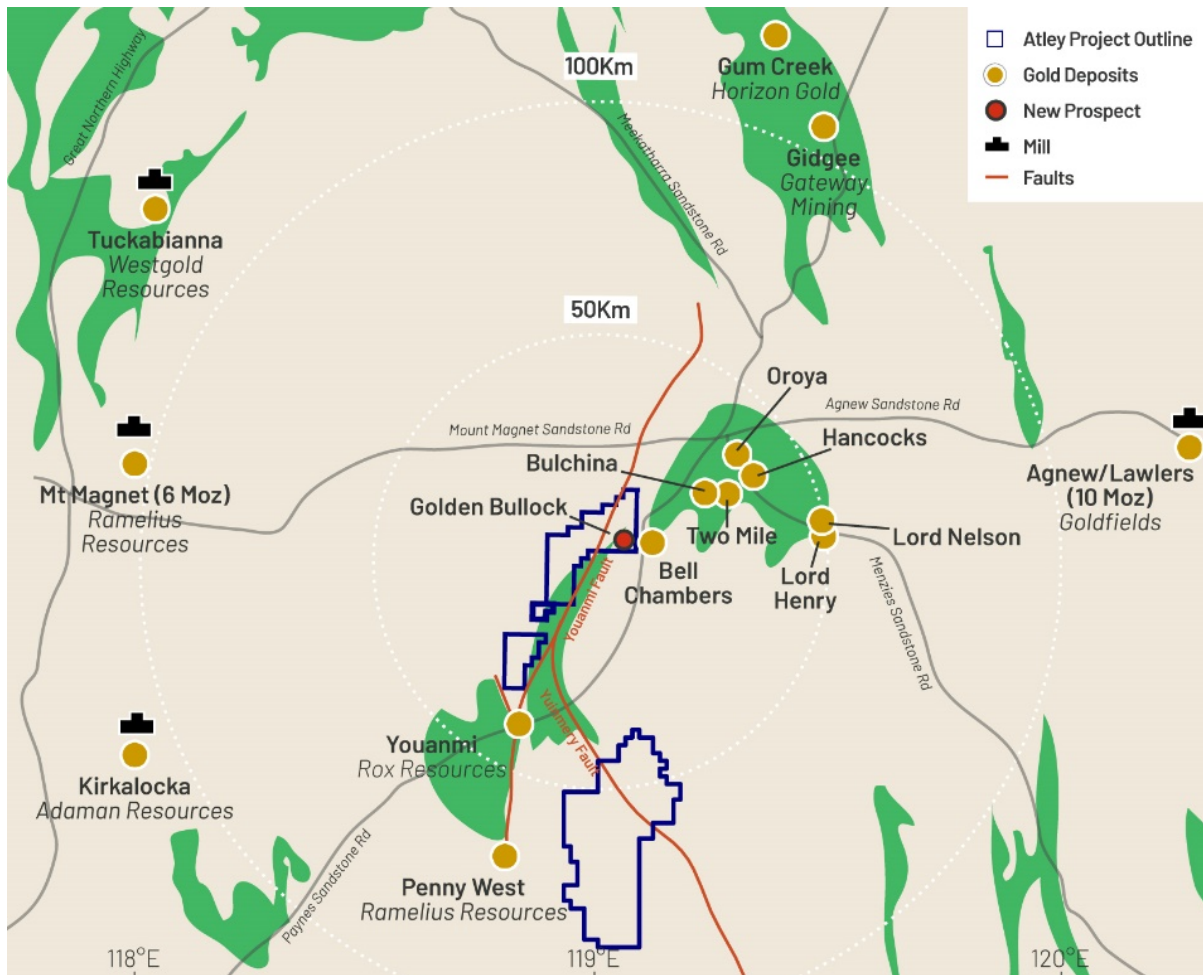 Atley Project Outline
Gold Deposits
New Prospect
Mill
Faults
Great Northern Highway
100Km
Gum Creek
Horizon Gold
Meekatharra Sandstone Rd
Gidgee
Gateway
Mining
Tuckabianna
Westgold
Resources
50Km
Oroya
Agnew Sandstone Rd
Mount Magnet Sandstone Rd
Hancocks
Bulchina
Mt Magnet (6 Moz)
Ramelius
Resources
Agnew/Lawlers
(10 Moz)
Goldfields
Golden Bullock
Two Mile
Lord Nelson
Bell
Chambers
Lord
Henry
Youanmi Fault
Menzies Sandstone Rd
Yuinmery Fault
Youanmi
Rox Resources
Kirkalocka
Adaman Resources
Paynes Sandstone Rd
Penny West
Ramelius Resources
118°E
119°E
120°E